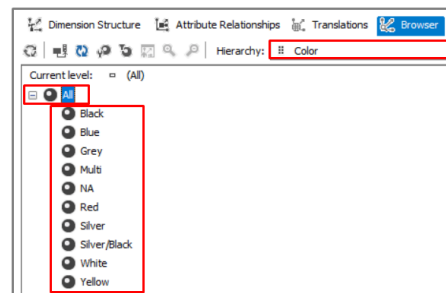 Dimension Structure Attribute Relationships Translations Browser
Hierarchy: Color
Current level: (All)
All
Black
Blue
Grey
Multi
NA
Red
Silver
Silver/Black
White
Yellow